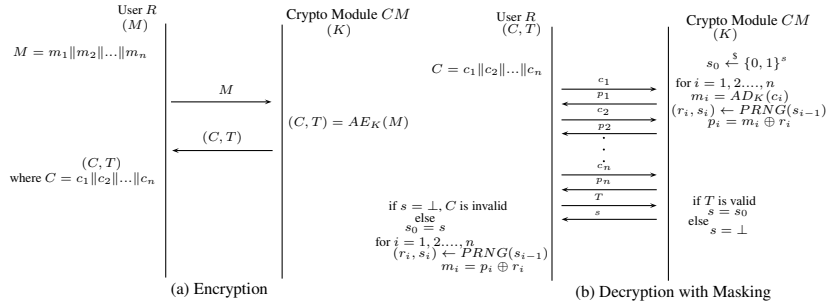 User R
(M)
Crypto Module CM
(K)
M = m₁∥m₂∥...∥mₙ
M
(C, T) = AE_K(M)
(C, T)
(C, T)
where C = c₁∥c₂∥...∥cₙ
(a) Encryption
User R
(C, T)
Crypto Module CM
(K)
s₀ ←$ {0, 1}ˢ
C = c₁∥c₂∥...∥cₙ
c₁
p₁
c₂
p₂
.
.
.
cₙ
pₙ
T
s
for i = 1, 2...., n
mᵢ = AD_K(cᵢ)
(rᵢ, sᵢ) ← PRNG(sᵢ₋₁)
pᵢ = mᵢ ⊕ rᵢ
if T is valid
s = s₀
else
s = ⊥
if s = ⊥, C is invalid
else
s₀ = s
for i = 1, 2...., n
(rᵢ, sᵢ) ← PRNG(sᵢ₋₁)
mᵢ = pᵢ ⊕ rᵢ
(b) Decryption with Masking